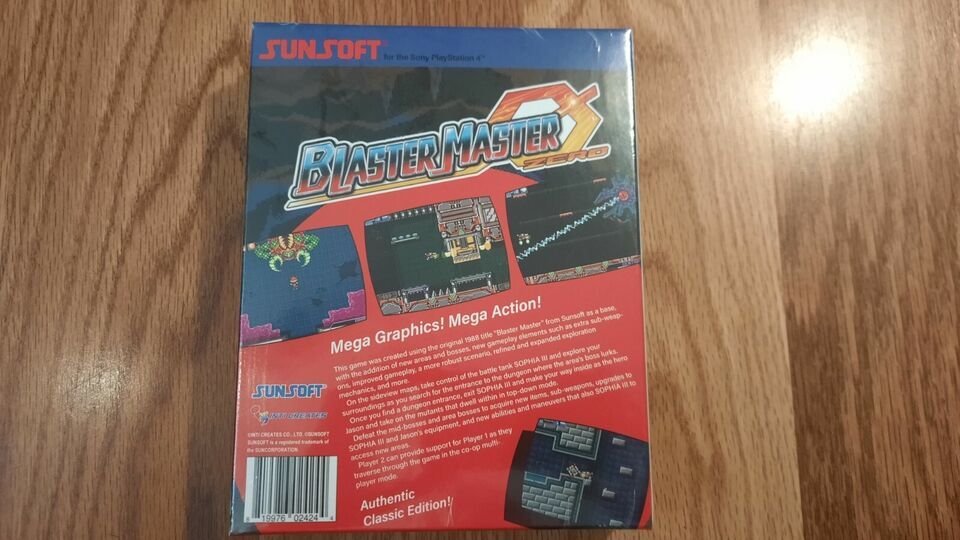 SUNSOFT® for the Sony PlayStation 4™
BLASTER MASTER
ZERO
Mega Graphics! Mega Action!
This game was created using the original 1988 title "Blaster Master" from Sunsoft as a base,
with the addition of new areas and bosses, new gameplay elements such as extra sub-weap-
ons, improved gameplay, a more robust scenario, refined and expanded exploration
mechanics, and more.
On the sideview maps, take control of the battle tank SOPHIA III and explore your
surroundings as you search for the entrance to the dungeon where the area's boss lurks.
Once you find a dungeon entrance, exit SOPHIA III and make your way inside as the hero
Jason and take on the mutants that dwell within in top-down mode.
Defeat the mid-bosses and area bosses to acquire new items, sub-weapons, upgrades to
SOPHIA III and Jason's equipment, and new abilities and maneuvers that also SOPHIA III to
access new areas.
Player 2 can provide support for Player 1 as they
traverse through the game in the co-op multi-
player mode.
SUNSOFT®
INTI CREATES
©INTI CREATES CO., LTD. ©SUNSOFT
SUNSOFT is a registered trademark of
the SUNCORPORATION.
19976 02424 4
Authentic
Classic Edition!